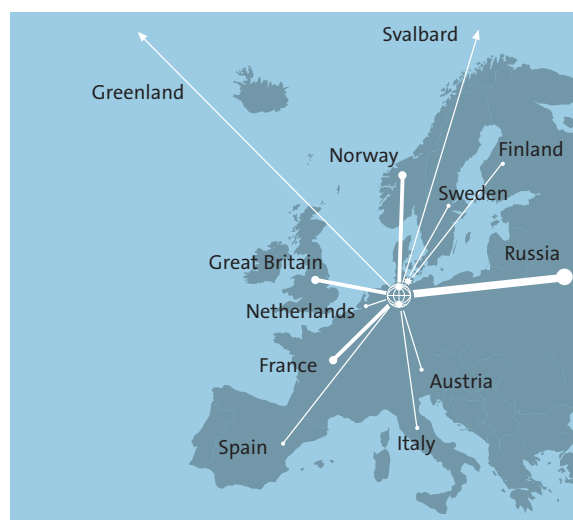 Svalbard
Greenland
Norway
Finland
Sweden
Russia
Great Britain
Netherlands
France
Austria
Spain
Italy